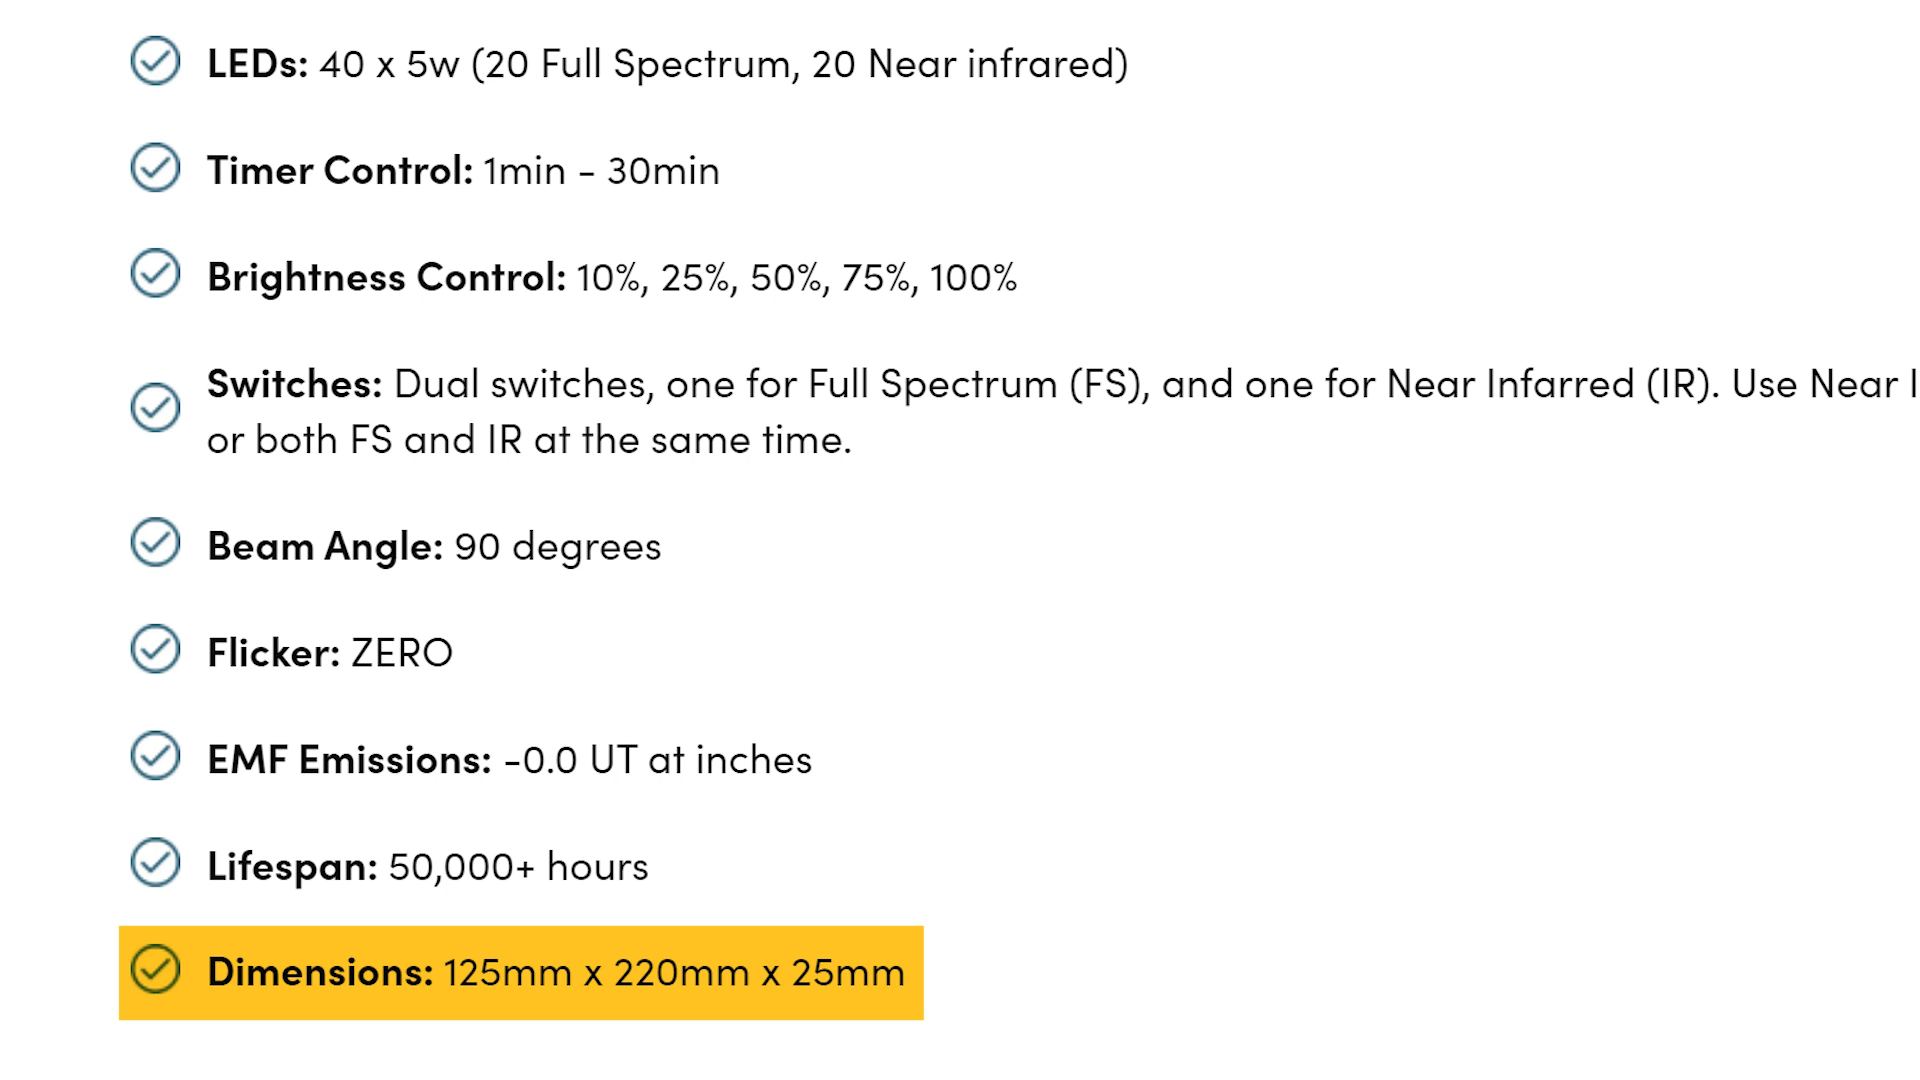 LEDs: 40 x 5w (20 Full Spectrum, 20 Near infrared)
Timer Control: 1min - 30min
Brightness Control: 10%, 25%, 50%, 75%, 100%
Switches: Dual switches, one for Full Spectrum (FS), and one for Near Infarred (IR). Use Near
or both FS and IR at the same time.
Beam Angle: 90 degrees
Flicker: ZERO
EMF Emissions: -0.0 UT at inches
Lifespan: 50,000+ hours
Dimensions: 125mm x 220mm x 25mm